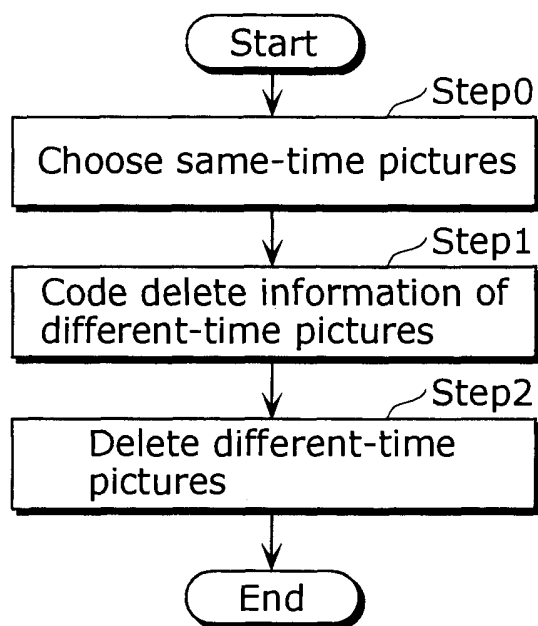 Start
Step0
Choose same-time pictures
Step1
Code delete information of
different-time pictures
Step2
Delete different-time
pictures
End